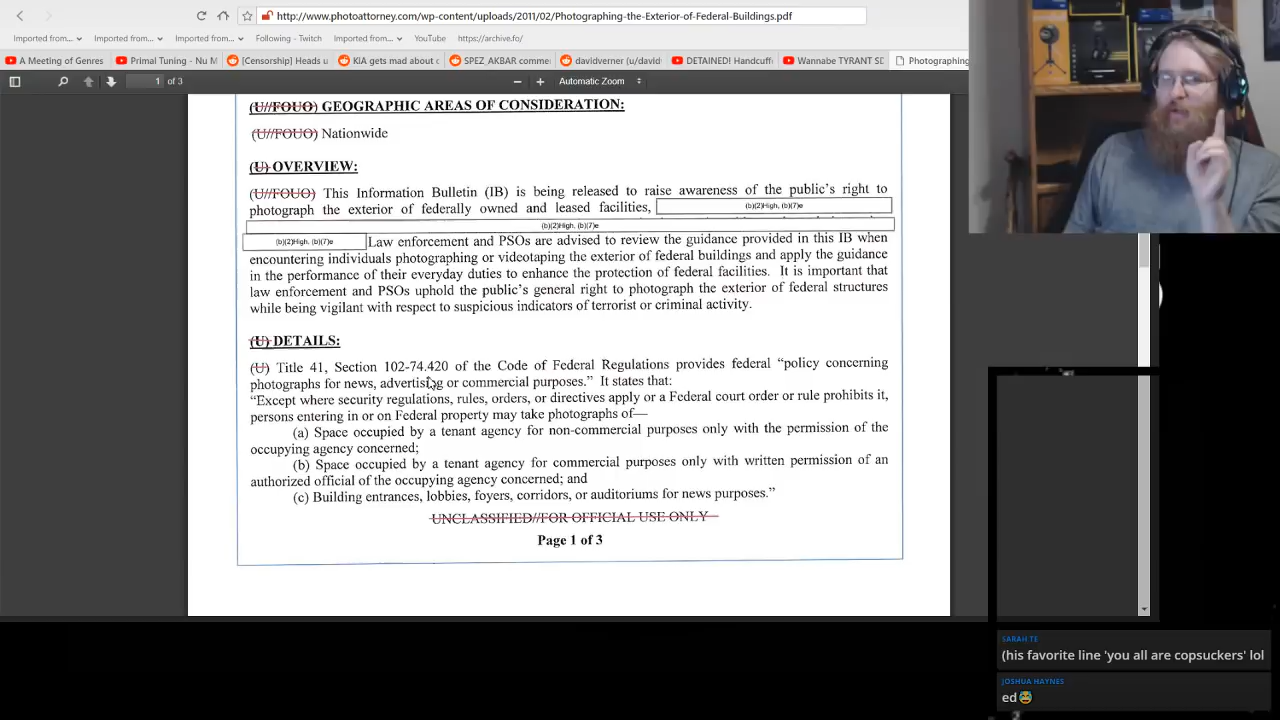 http://www.photoattorney.com/wp-content/uploads/2011/02/Photographing-the-Exterior-of-Federal-Buildings.pdf
Imported from... Imported from... Imported from... Following - Twitch Imported from... YouTube https://archive.fo/
A Meeting of Genres Primal Tuning - Nu M [Censorship] Heads u KiA gets mad about c SPEZ_AKBAR comme davidverner (u/david DETAINED! Handcuff Wannabe TYRANT SD Photographing
1 of 3 Automatic Zoom
(U//FOUO) GEOGRAPHIC AREAS OF CONSIDERATION:
(U//FOUO) Nationwide
(U) OVERVIEW:
(U//FOUO) This Information Bulletin (IB) is being released to raise awareness of the public's right to
photograph the exterior of federally owned and leased facilities, (b)(2)High, (b)(7)e
(b)(2)High, (b)(7)e
(b)(2)High, (b)(7)e Law enforcement and PSOs are advised to review the guidance provided in this IB when
encountering individuals photographing or videotaping the exterior of federal buildings and apply the guidance
in the performance of their everyday duties to enhance the protection of federal facilities. It is important that
law enforcement and PSOs uphold the public's general right to photograph the exterior of federal structures
while being vigilant with respect to suspicious indicators of terrorist or criminal activity.
(U) DETAILS:
(U) Title 41, Section 102-74.420 of the Code of Federal Regulations provides federal "policy concerning
photographs for news, advertising or commercial purposes." It states that:
"Except where security regulations, rules, orders, or directives apply or a Federal court order or rule prohibits it,
persons entering in or on Federal property may take photographs of—
(a) Space occupied by a tenant agency for non-commercial purposes only with the permission of the
occupying agency concerned;
(b) Space occupied by a tenant agency for commercial purposes only with written permission of an
authorized official of the occupying agency concerned; and
(c) Building entrances, lobbies, foyers, corridors, or auditoriums for news purposes."
UNCLASSIFIED//FOR OFFICIAL USE ONLY
Page 1 of 3
SARAH TE
(his favorite line 'you all are copsuckers' lol
JOSHUA HAYNES
ed😂